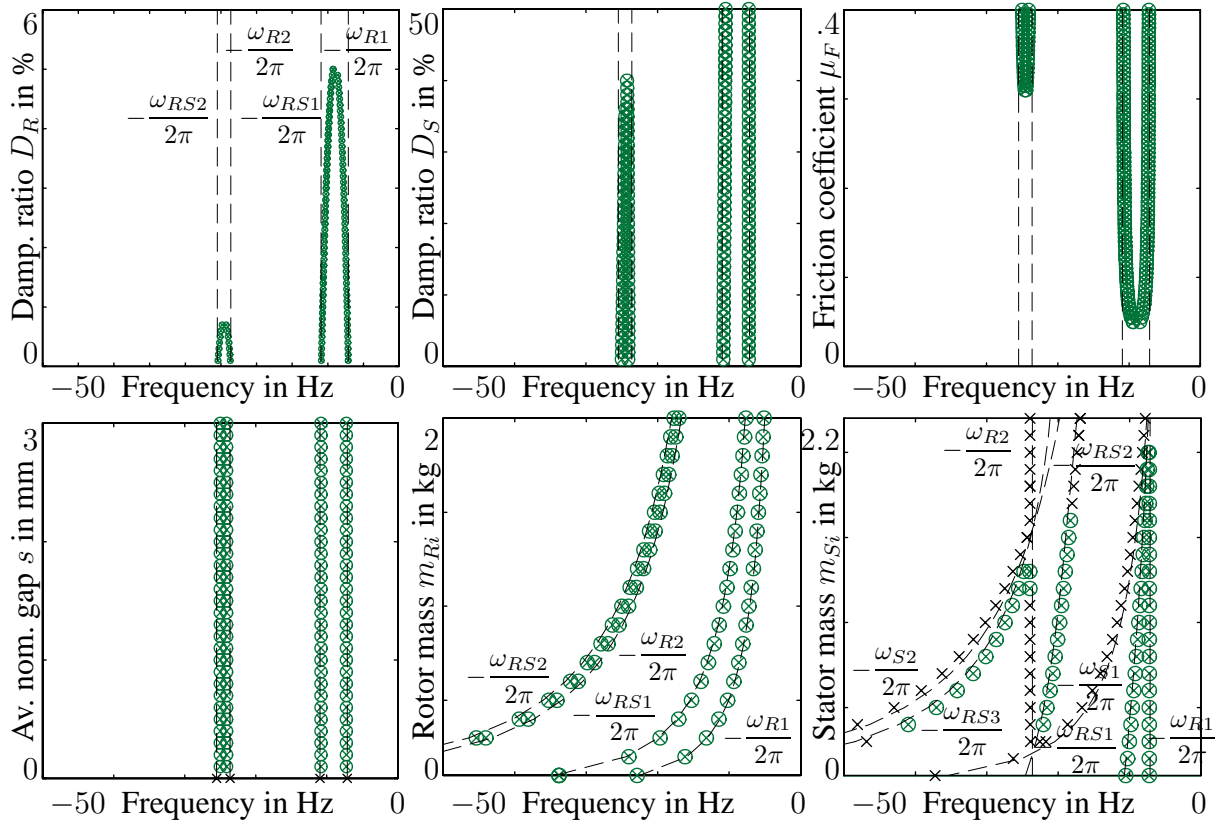 6
Damp. ratio D_R in %
0
−ω_R2/2π
−ω_R1/2π
−ω_RS2/2π
−ω_RS1/2π
−50 Frequency in Hz 0
50
Damp. ratio D_S in %
0
−50 Frequency in Hz 0
.4
Friction coefficient μ_F
0
−50 Frequency in Hz 0
3
Av. nom. gap s in mm
0
−50 Frequency in Hz 0
2
Rotor mass m_Ri in kg
0
−ω_RS2/2π
−ω_R2/2π
−ω_RS1/2π
−ω_R1/2π
−50 Frequency in Hz 0
2.2
Stator mass m_Si in kg
0
−ω_R2/2π
−ω_RS2/2π
−ω_S2/2π
−ω_S1/2π
−ω_RS3/2π
−ω_RS1/2π
−ω_R1/2π
−50 Frequency in Hz 0